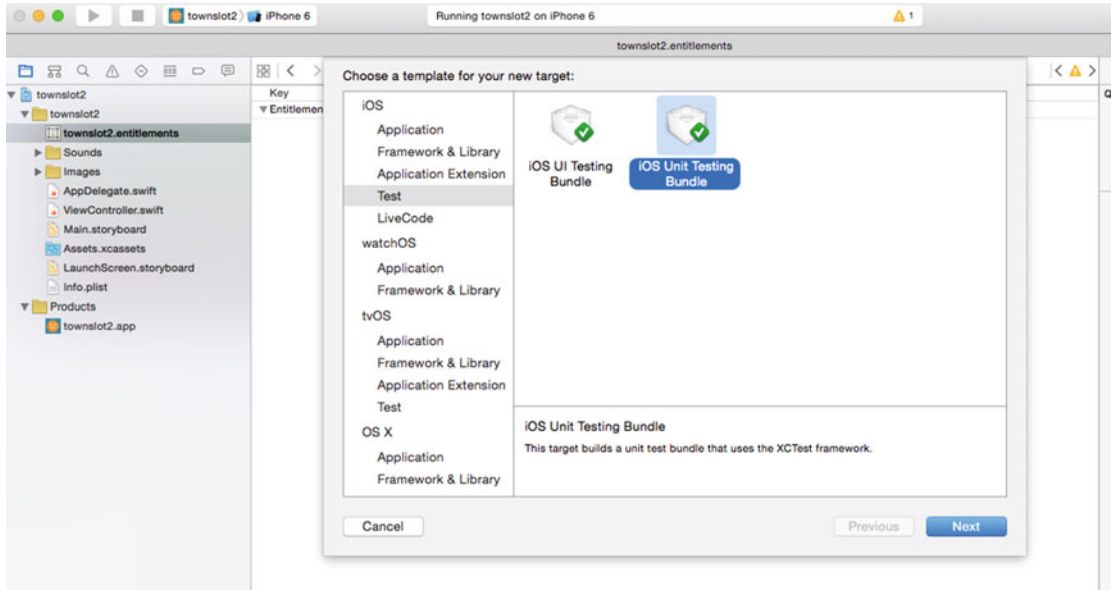 townslot2 〉 iPhone 6
Running townslot2 on iPhone 6
1
townslot2.entitlements
Choose a template for your new target:
townslot2
townslot2
townslot2.entitlements
Sounds
Images
AppDelegate.swift
ViewController.swift
Main.storyboard
Assets.xcassets
LaunchScreen.storyboard
Info.plist
Products
townslot2.app
Key
Entitlemen
iOS
Application
Framework & Library
Application Extension
Test
LiveCode
watchOS
Application
Framework & Library
tvOS
Application
Framework & Library
Application Extension
Test
OS X
Application
Framework & Library
iOS UI Testing
Bundle
iOS Unit Testing
Bundle
iOS Unit Testing Bundle
This target builds a unit test bundle that uses the XCTest framework.
Cancel
Previous
Next